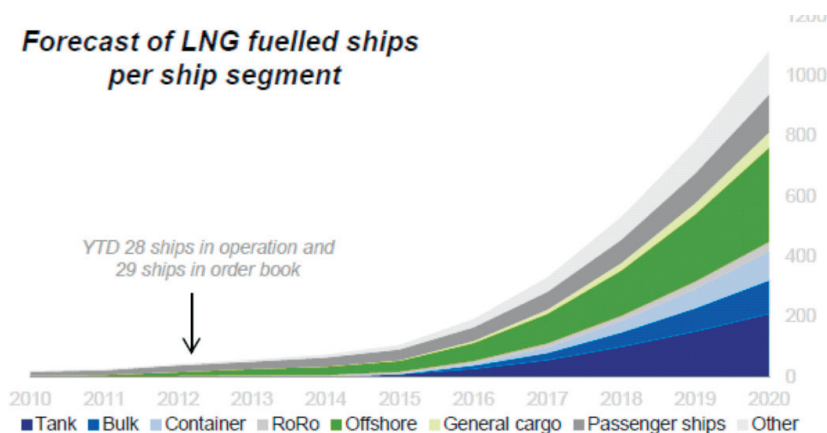 Forecast of LNG fuelled ships
per ship segment
YTD 28 ships in operation and
29 ships in order book
1200
1000
800
600
400
200
0
2010 2011 2012 2013 2014 2015 2016 2017 2018 2019 2020
Tank Bulk Container RoRo Offshore General cargo Passenger ships Other